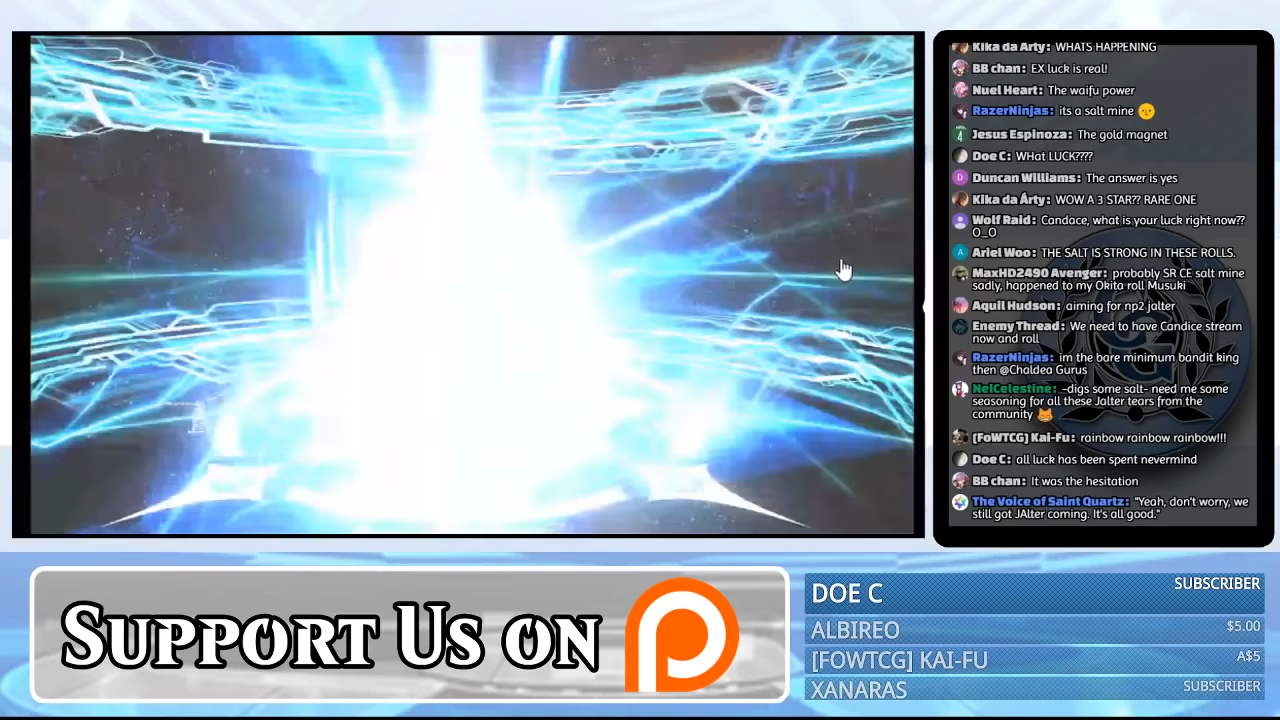 Kika da Árty: WHATS HAPPENING
BB chan: EX luck is real!
Nuel Heart: The waifu power
RazerNinjas: its a salt mine
Jesus Espinoza: The gold magnet
Doe C: WHat LUCK????
Duncan Williams: The answer is yes
Kika da Árty: WOW A 3 STAR?? RARE ONE
Wolf Raid: Candace, what is your luck right now??
O_O
Ariel Woo: THE SALT IS STRONG IN THESE ROLLS.
MaxHD2490 Avenger: probably SR CE salt mine
sadly, happened to my Okita roll Musuki
Aquil Hudson: aiming for np2 jalter
Enemy Thread: We need to have Candice stream
now and roll
RazerNinjas: im the bare minimum bandit king
then @Chaldea Gurus
NelCelestine: -digs some salt- need me some
seasoning for all these Jalter tears from the
community
[FoWTCG] Kai-Fu: rainbow rainbow rainbow!!!
Doe C: all luck has been spent nevermind
BB chan: It was the hesitation
The Voice of Saint Quartz: "Yeah, don't worry, we
still got JAlter coming. It's all good."
SUPPORT US ON
DOE C SUBSCRIBER
ALBIREO $5.00
[FOWTCG] KAI-FU A$5
XANARAS SUBSCRIBER